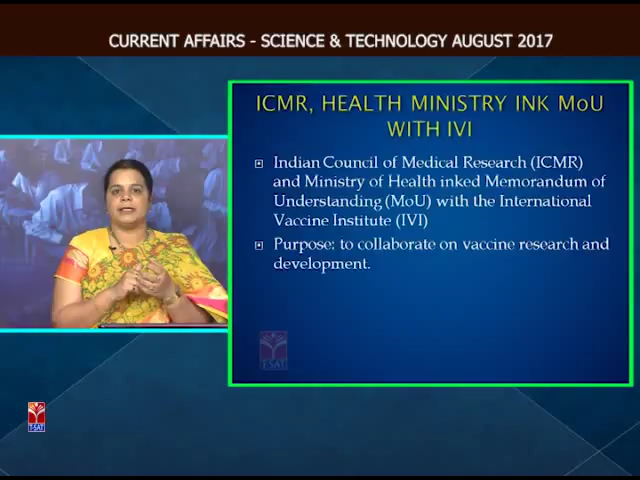 CURRENT AFFAIRS - SCIENCE & TECHNOLOGY AUGUST 2017
ICMR, HEALTH MINISTRY INK MoU
WITH IVI
Indian Council of Medical Research (ICMR)
and Ministry of Health inked Memorandum of
Understanding (MoU) with the International
Vaccine Institute (IVI)
Purpose: to collaborate on vaccine research and
development.
T-SAT
T-SAT